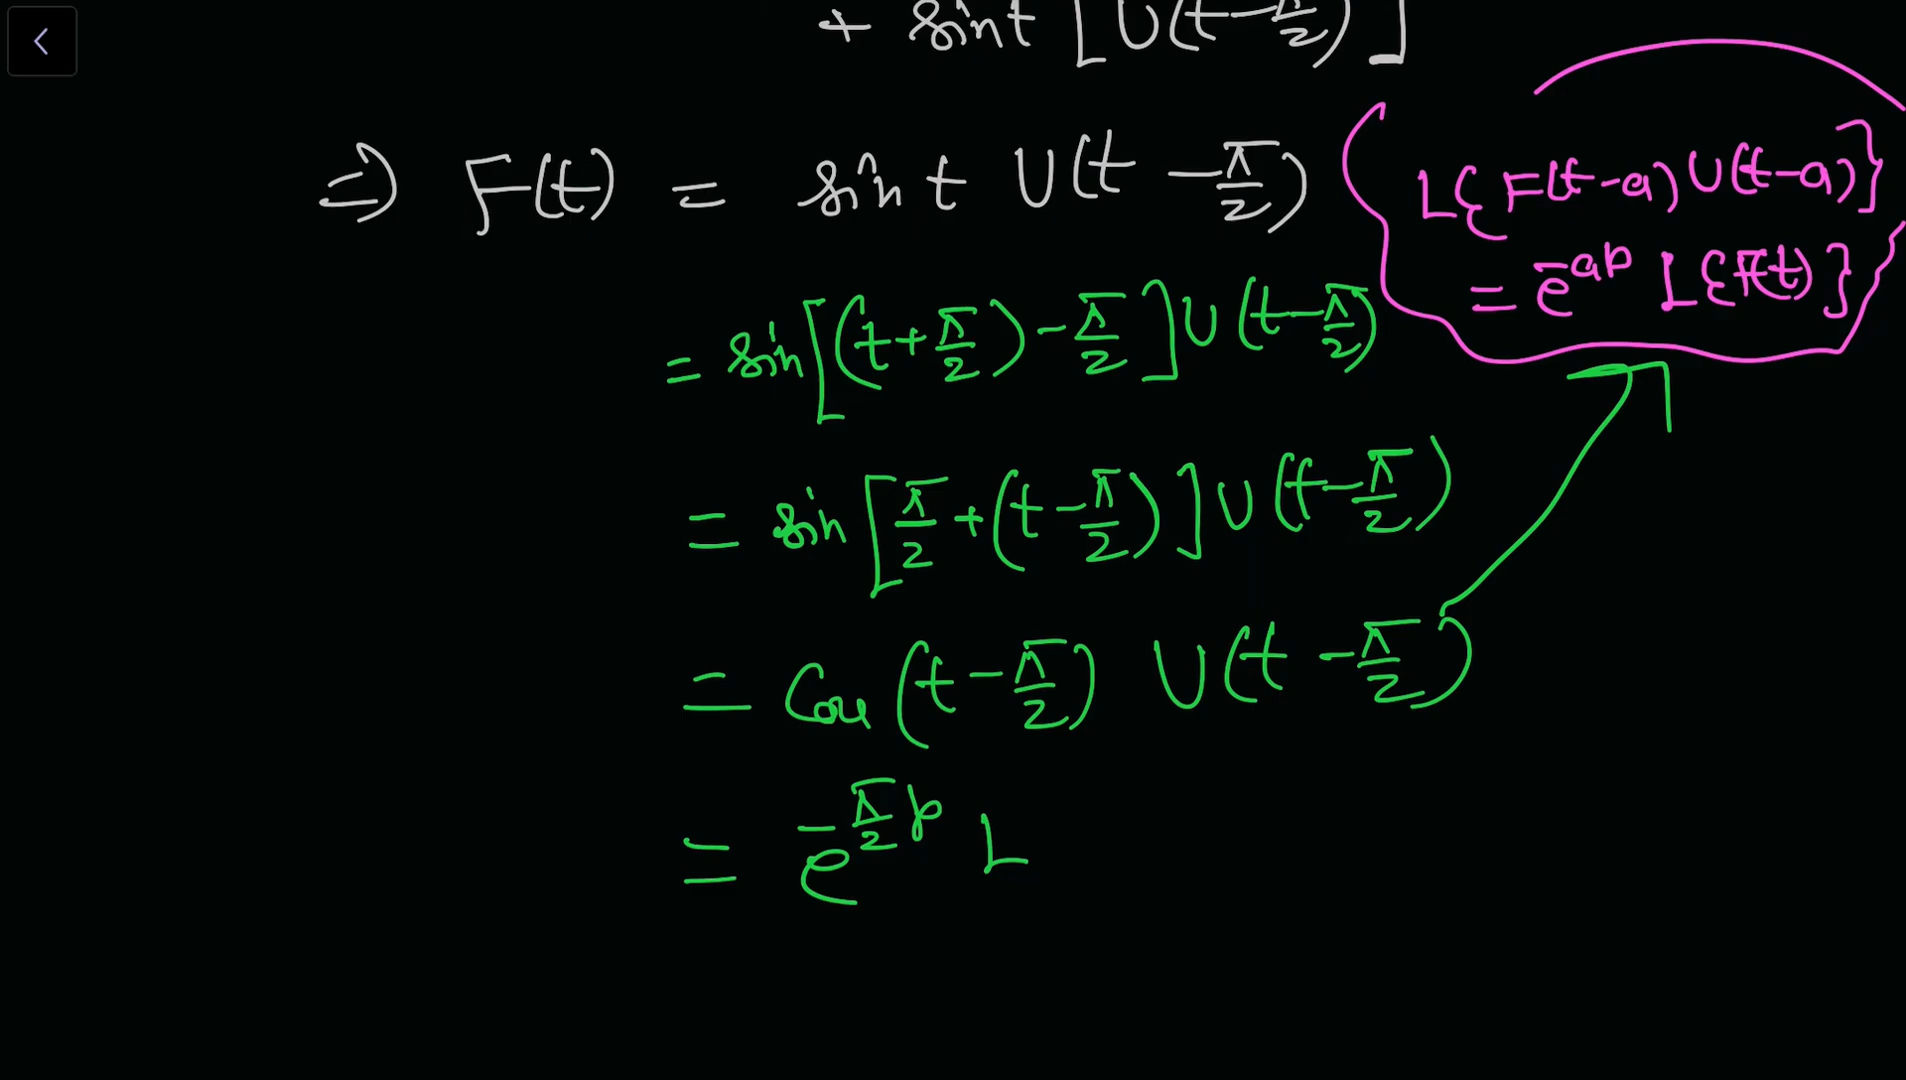 + sin t [U(t-π/2)]
⇒ F(t) = sin t U(t - π/2)
L{F(t-a)U(t-a)}
= e^-ap L{F(t)}
= sin[(t+π/2)-π/2]U(t-π/2)
= sin[π/2+(t-π/2)]U(t-π/2)
= Cos(t-π/2) U(t-π/2)
= e^-π/2 p L